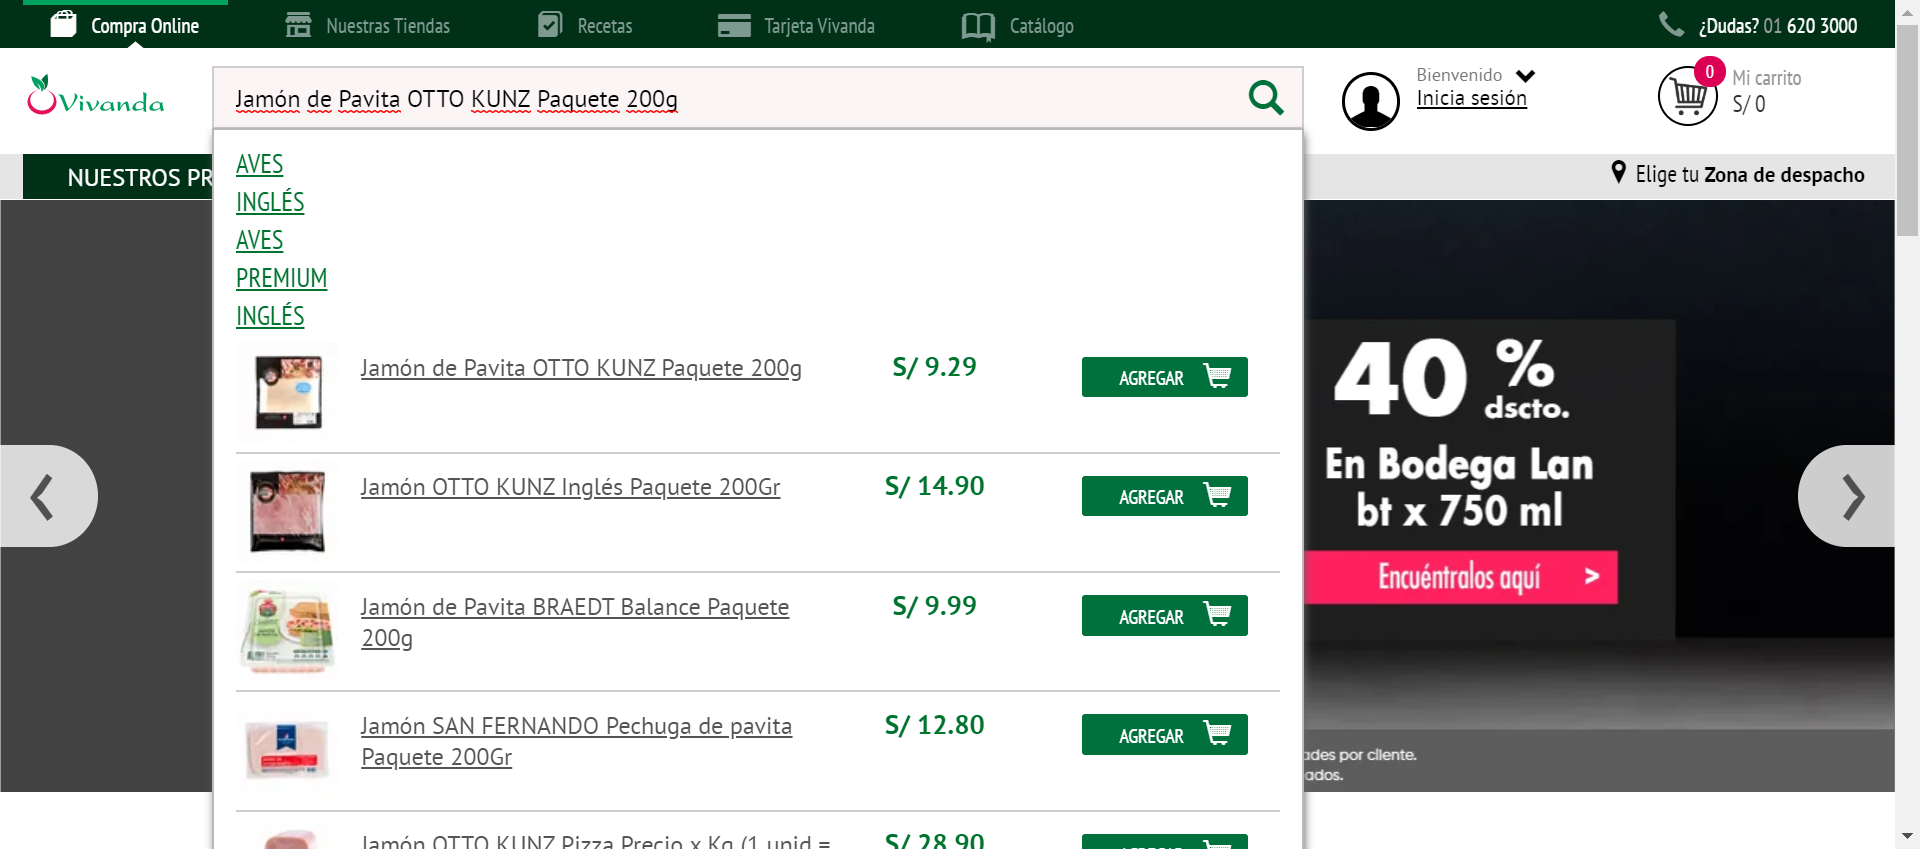 Compra Online
Nuestras Tiendas
Recetas
Tarjeta Vivanda
Catálogo
¿Dudas? 01 620 3000
Vivanda
Jamón de Pavita OTTO KUNZ Paquete 200g
Bienvenido
Inicia sesión
0
Mi carrito
S/ 0
NUESTROS PR
Elige tu Zona de despacho
AVES
INGLÉS
AVES
PREMIUM
INGLÉS
Jamón de Pavita OTTO KUNZ Paquete 200g
S/ 9.29
AGREGAR
Jamón OTTO KUNZ Inglés Paquete 200Gr
S/ 14.90
AGREGAR
Jamón de Pavita BRAEDT Balance Paquete
200g
S/ 9.99
AGREGAR
Jamón SAN FERNANDO Pechuga de pavita
Paquete 200Gr
S/ 12.80
AGREGAR
Jamón OTTO KUNZ Pizza Precio x Kg (1 unid =
S/ 28.90
40 %
dscto.
En Bodega Lan
bt x 750 ml
Encuéntralos aquí >
ades por cliente.
ados.